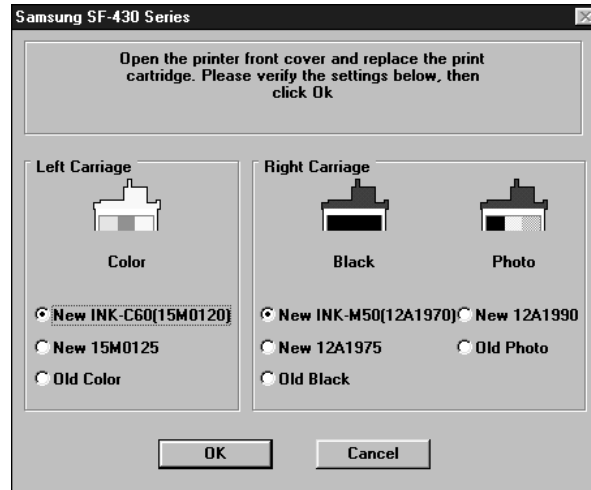 Samsung SF-430 Series
Open the printer front cover and replace the print
cartridge. Please verify the settings below, then
click Ok
Left Carriage
Color
New INK-C60(15M0120)
New 15M0125
Old Color
Right Carriage
Black
Photo
New INK-M50(12A1970)
New 12A1990
New 12A1975
Old Photo
Old Black
OK
Cancel